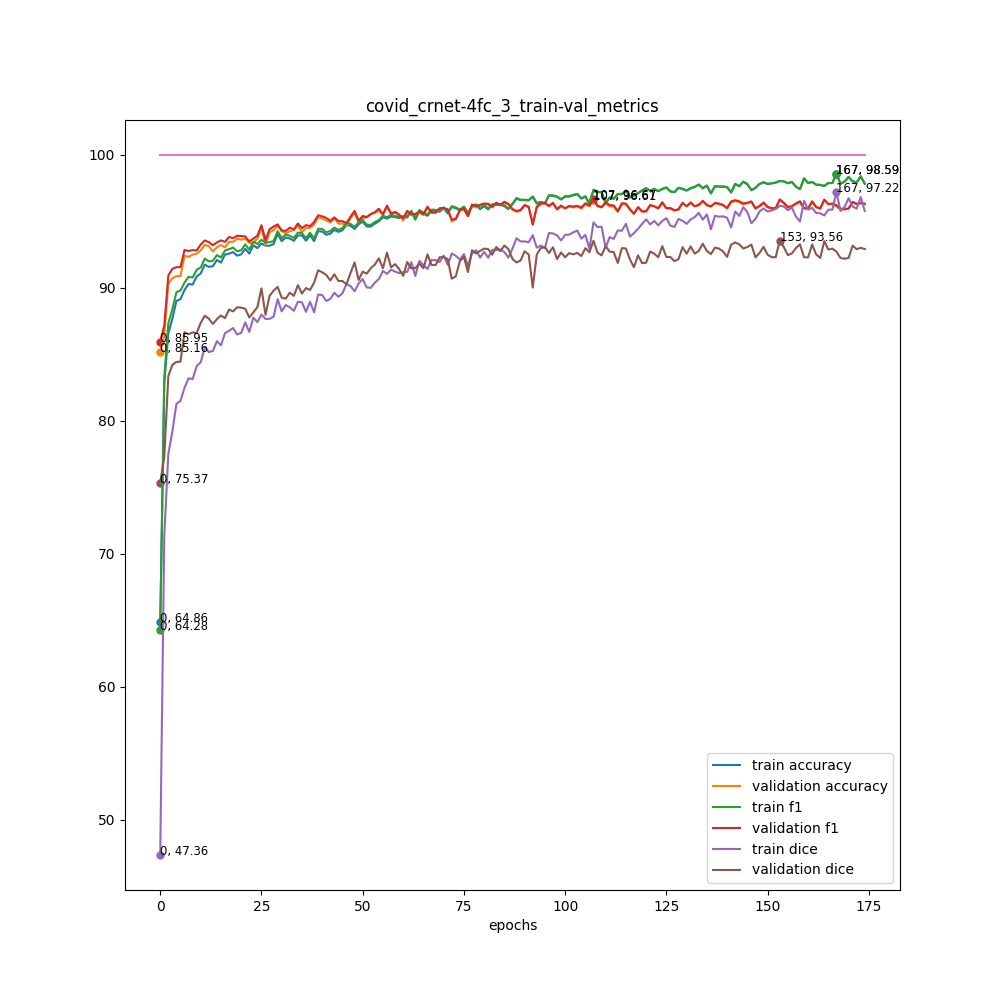 covid_crnet-4fc_3_train-val_metrics
100
90
80
70
60
50
167, 98.59
167, 97.22
153, 93.56
0, 85.95
0, 85.16
0, 75.37
0, 64.86
0, 64.28
0, 47.36
train accuracy
validation accuracy
train f1
validation f1
train dice
validation dice
0
25
50
75
100
125
150
175
epochs